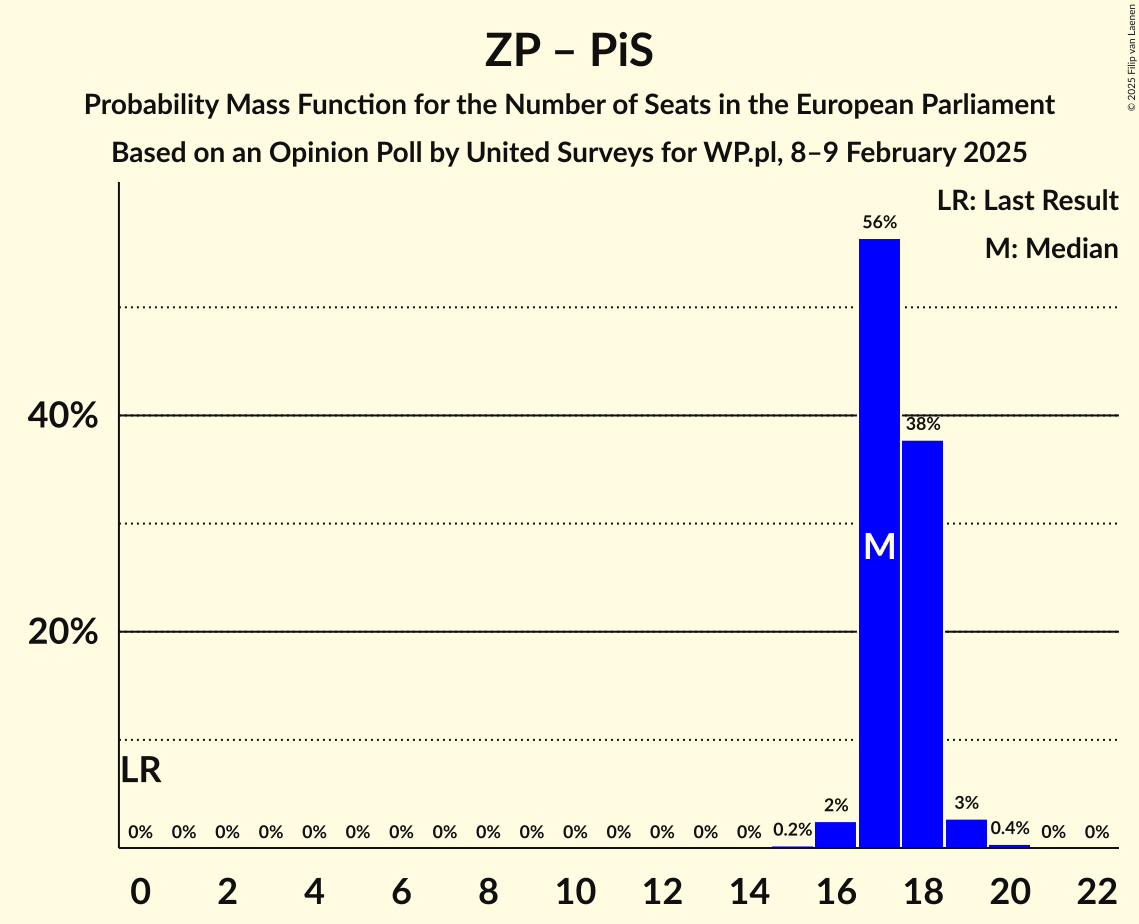 ZP – PiS
Probability Mass Function for the Number of Seats in the European Parliament
Based on an Opinion Poll by United Surveys for WP.pl, 8–9 February 2025
© 2025 Filip van Laenen
LR: Last Result
M: Median
40%
20%
56%
38%
M
LR
0% 0% 0% 0% 0% 0% 0% 0% 0% 0% 0% 0% 0% 0% 0% 0.2% 2% 3% 0.4% 0% 0%
0 2 4 6 8 10 12 14 16 18 20 22